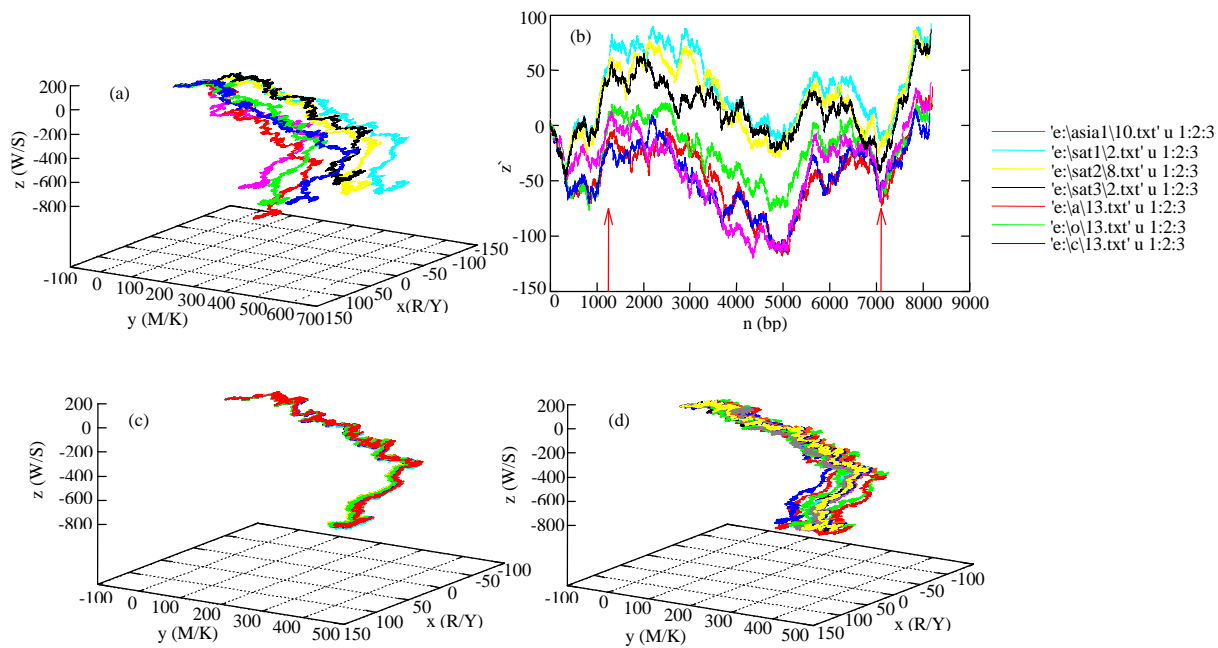 (a)
z (W/S)
200
0
-200
-400
-600
-800
-100
0
100
200
300
400
500
600
700
y (M/K)
150
100
50
0
-50
-100
-150
x(R/Y)
(b)
z`
100
50
0
-50
-100
-150
0 1000 2000 3000 4000 5000 6000 7000 8000 9000
n (bp)
'e:\asia1\10.txt' u 1:2:3
'e:\sat1\2.txt' u 1:2:3
'e:\sat2\8.txt' u 1:2:3
'e:\sat3\2.txt' u 1:2:3
'e:\a\13.txt' u 1:2:3
'e:\o\13.txt' u 1:2:3
'e:\c\13.txt' u 1:2:3
(c)
z (W/S)
200
0
-200
-400
-600
-800
-100
0
100
200
300
400
500
y (M/K)
150
100
50
0
-50
-100
x (R/Y)
(d)
z (W/S)
200
0
-200
-400
-600
-800
-100
0
100
200
300
400
500
y (M/K)
150
100
50
0
-50
-100
x (R/Y)